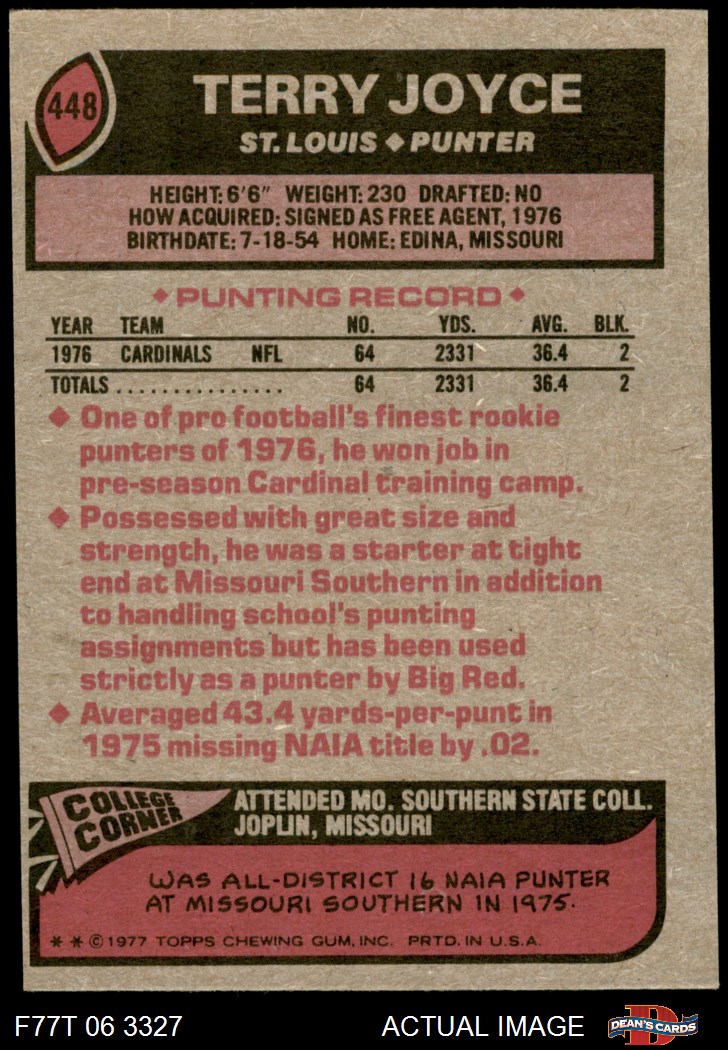 448
TERRY JOYCE
ST. LOUIS ◆ PUNTER
HEIGHT: 6'6" WEIGHT: 230 DRAFTED: NO
HOW ACQUIRED: SIGNED AS FREE AGENT, 1976
BIRTHDATE: 7-18-54 HOME: EDINA, MISSOURI
◆ PUNTING RECORD ◆
YEAR TEAM NO. YDS. AVG. BLK.
1976 CARDINALS NFL 64 2331 36.4 2
TOTALS ............... 64 2331 36.4 2
◆ One of pro football's finest rookie
punters of 1976, he won job in
pre-season Cardinal training camp.
◆ Possessed with great size and
strength, he was a starter at tight
end at Missouri Southern in addition
to handling school's punting
assignments but has been used
strictly as a punter by Big Red.
◆ Averaged 43.4 yards-per-punt in
1975 missing NAIA title by .02.
COLLEGE
CORNER
ATTENDED MO. SOUTHERN STATE COLL.
JOPLIN, MISSOURI
WAS ALL-DISTRICT 16 NAIA PUNTER
AT MISSOURI SOUTHERN IN 1975.
* * © 1977 TOPPS CHEWING GUM, INC. PRTD. IN U.S.A.
F77T 06 3327 ACTUAL IMAGE D DEAN'S CARDS